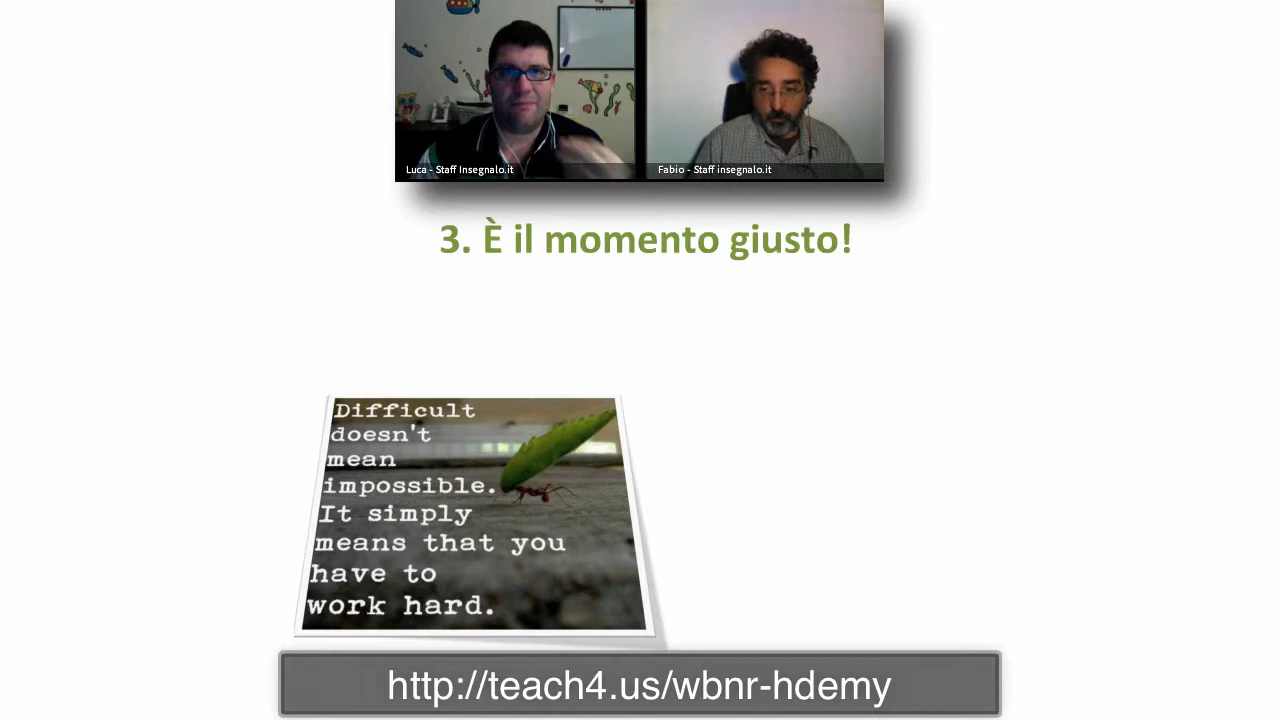 Luca - Staff Insegnalo.it
Fabio - Staff insegnalo.it
3. È il momento giusto!
Difficult
doesn't
mean
impossible.
It simply
means that you
have to
work hard.
http://teach4.us/wbnr-hdemy